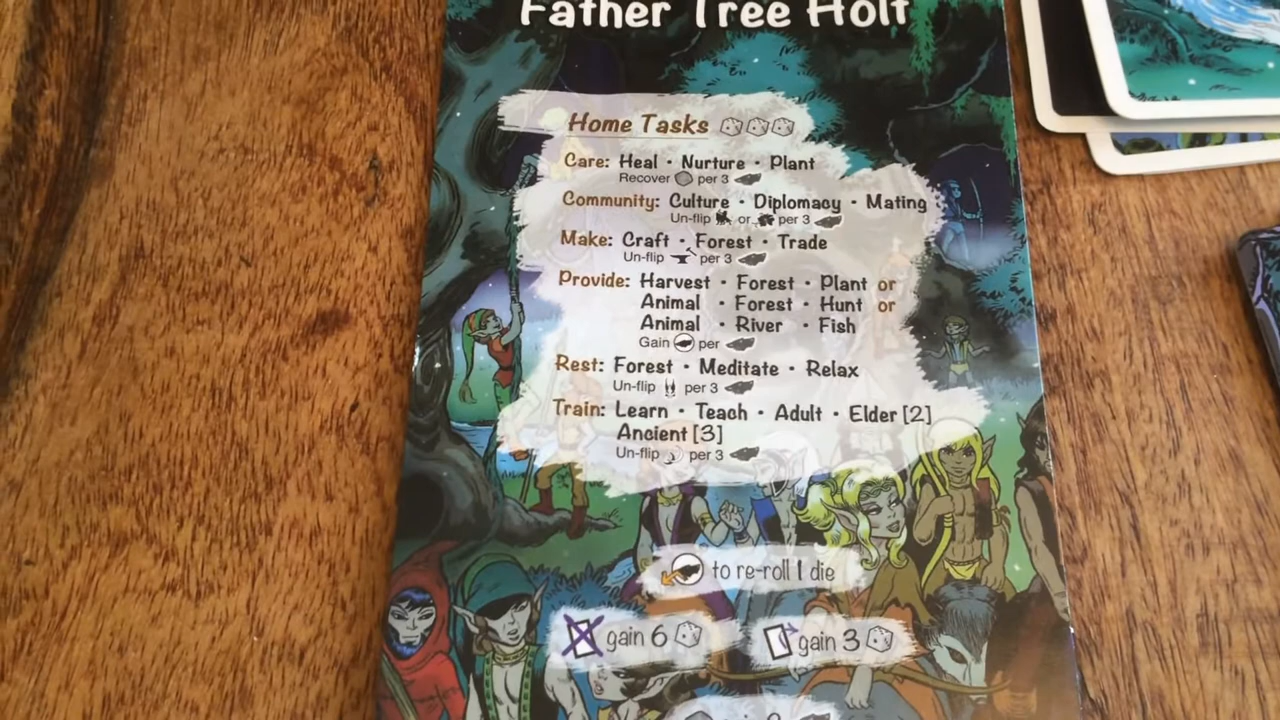 Father Tree Holt
Home Tasks
Care: Heal • Nurture • Plant
Recover per 3
Community: Culture • Diplomacy • Mating
Un-flip or per 3
Make: Craft • Forest • Trade
Un-flip per 3
Provide: Harvest • Forest • Plant or
Animal • Forest • Hunt or
Animal • River • Fish
Gain per
Rest: Forest • Meditate • Relax
Un-flip per 3
Train: Learn • Teach • Adult • Elder [2]
Ancient [3]
Un-flip per 3
to re-roll 1 die
gain 6
gain 3